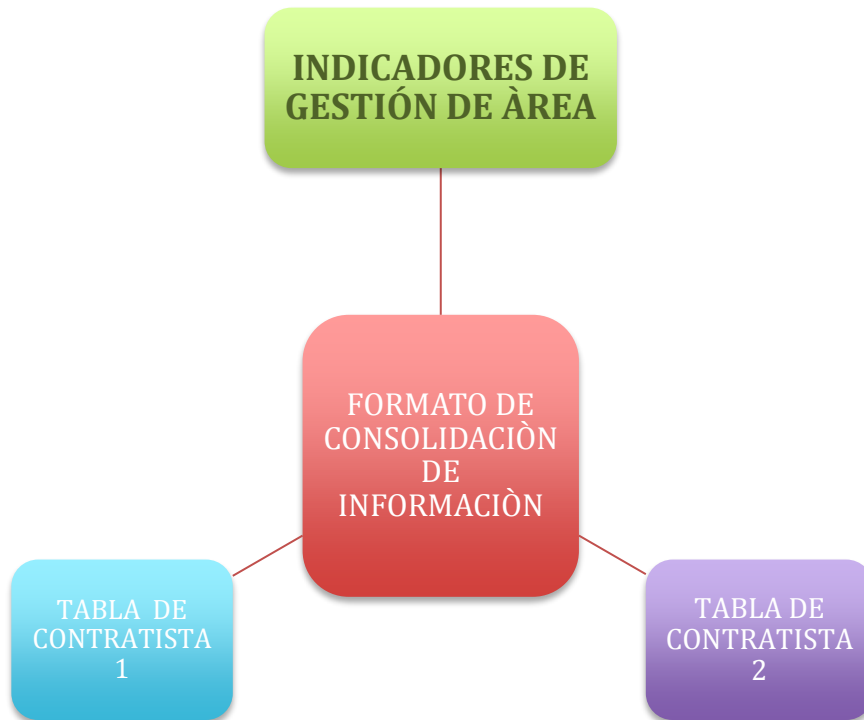 INDICADORES DE
GESTIÓN DE ÀREA
FORMATO DE
CONSOLIDACIÒN
DE
INFORMACIÒN
TABLA DE
CONTRATISTA
1
TABLA DE
CONTRATISTA
2